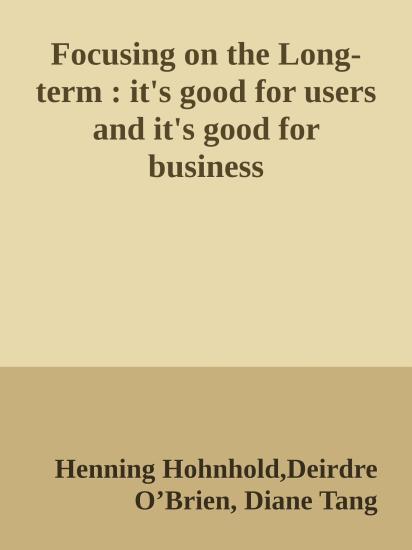 Focusing on the Long-
term : it's good for users
and it's good for
business
Henning Hohnhold,Deirdre
O’Brien, Diane Tang